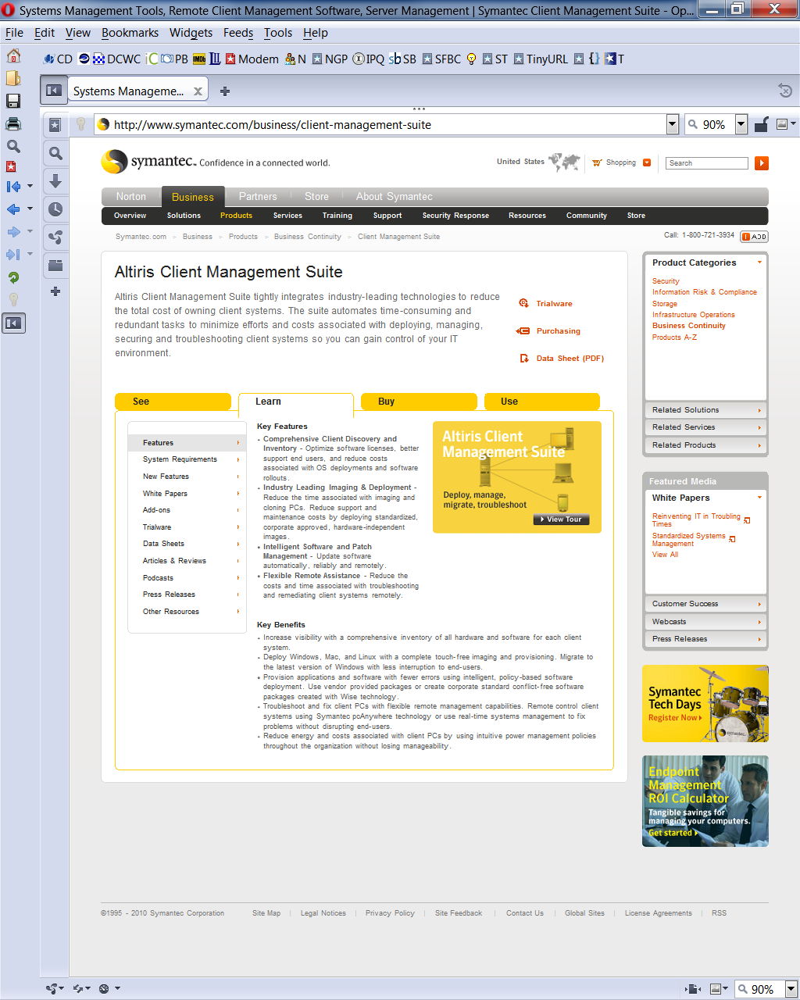 Systems Management Tools, Remote Client Management Software, Server Management | Symantec Client Management Suite - Op...
File Edit View Bookmarks Widgets Feeds Tools Help
CD DCWC PB IMDb Modem N NGP IPQ sb SB SFBC ST TinyURL {} T
Systems Manageme...
http://www.symantec.com/business/client-management-suite
90%
symantec. Confidence in a connected world.
United States
Shopping
Search
Norton Business Partners Store About Symantec
Overview Solutions Products Services Training Support Security Response Resources Community Store
Symantec.com > Business > Products > Business Continuity > Client Management Suite
Call: 1-800-721-3934
ADD
Altiris Client Management Suite
Altiris Client Management Suite tightly integrates industry-leading technologies to reduce
the total cost of owning client systems. The suite automates time-consuming and
redundant tasks to minimize efforts and costs associated with deploying, managing,
securing and troubleshooting client systems so you can gain control of your IT
environment.
Trialware
Purchasing
Data Sheet (PDF)
See Learn Buy Use
Features
System Requirements
New Features
White Papers
Add-ons
Trialware
Data Sheets
Articles & Reviews
Podcasts
Press Releases
Other Resources
Key Features
• Comprehensive Client Discovery and
Inventory - Optimize software licenses, better
support end users, and reduce costs
associated with OS deployments and software
rollouts.
• Industry Leading Imaging & Deployment -
Reduce the time associated with imaging and
cloning PCs. Reduce support and
maintenance costs by deploying standardized,
corporate approved, hardware-independent
images.
• Intelligent Software and Patch
Management - Update software
automatically, reliably and remotely.
• Flexible Remote Assistance - Reduce the
costs and time associated with troubleshooting
and remediating client systems remotely.
Altiris Client
Management Suite
Deploy, manage,
migrate, troubleshoot
View Tour
Key Benefits
• Increase visibility with a comprehensive inventory of all hardware and software for each client
system.
• Deploy Windows, Mac, and Linux with a complete touch-free imaging and provisioning. Migrate to
the latest version of Windows with less interruption to end-users.
• Provision applications and software with fewer errors using intelligent, policy-based software
deployment. Use vendor provided packages or create corporate standard conflict-free software
packages created with Wise technology.
• Troubleshoot and fix client PCs with flexible remote management capabilities. Remote control client
systems using Symantec pcAnywhere technology or use real-time systems management to fix
problems without disrupting end-users.
• Reduce energy and costs associated with client PCs by using intuitive power management policies
throughout the organization without losing manageability.
Product Categories
Security
Information Risk & Compliance
Storage
Infrastructure Operations
Business Continuity
Products A-Z
Related Solutions
Related Services
Related Products
Featured Media
White Papers
Reinventing IT in Troubling
Times
Standardized Systems
Management
View All
Customer Success
Webcasts
Press Releases
Symantec
Tech Days
Register Now
symantec.
Endpoint
Management
ROI Calculator
Tangible savings for
managing your computers.
Get started
©1995 - 2010 Symantec Corporation Site Map | Legal Notices | Privacy Policy | Site Feedback | Contact Us | Global Sites | License Agreements | RSS
90%